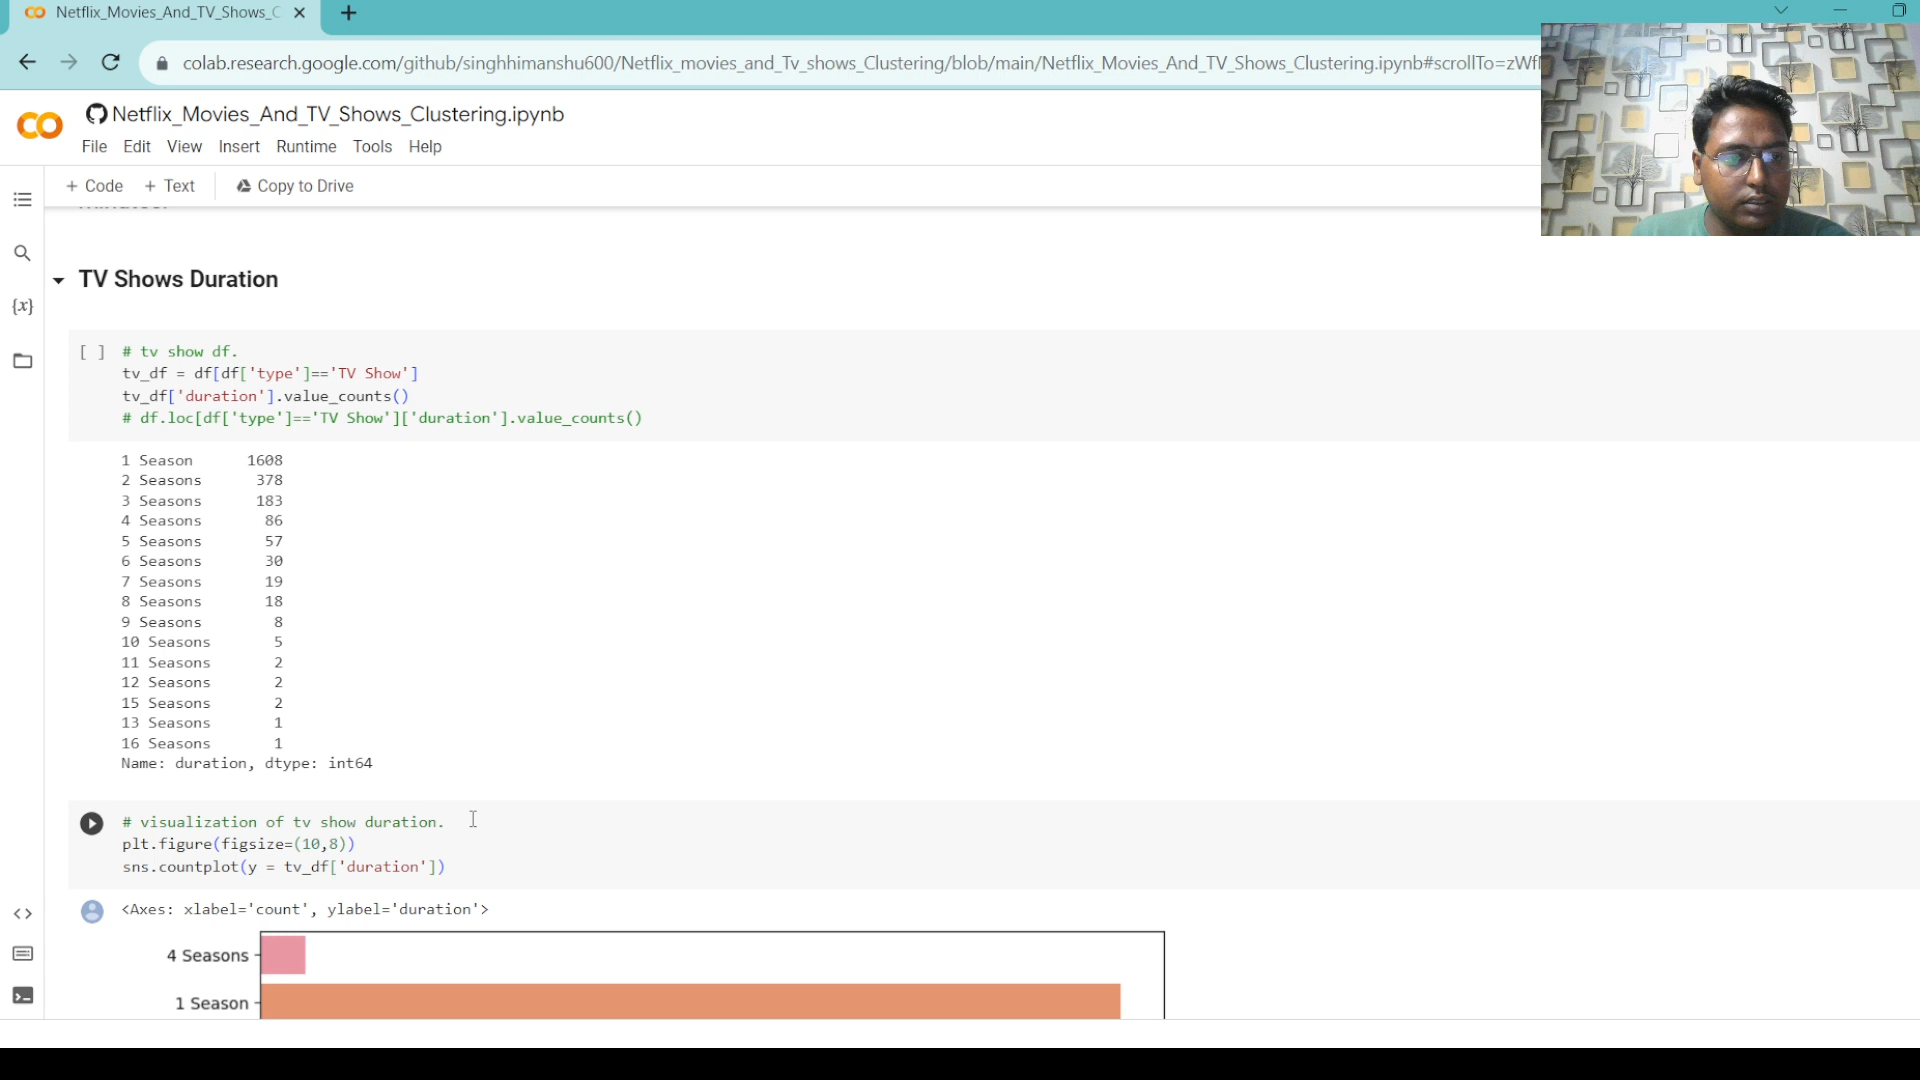 Netflix_Movies_And_TV_Shows_C
colab.research.google.com/github/singhhimanshu600/Netflix_movies_and_Tv_shows_Clustering/blob/main/Netflix_Movies_And_TV_Shows_Clustering.ipynb#scrollTo=zWf
Netflix_Movies_And_TV_Shows_Clustering.ipynb
File Edit View Insert Runtime Tools Help
+ Code + Text Copy to Drive
{x}
TV Shows Duration
[ ] # tv show df.
tv_df = df[df['type']=='TV Show']
tv_df['duration'].value_counts()
# df.loc[df['type']=='TV Show']['duration'].value_counts()
1 Season 1608
2 Seasons 378
3 Seasons 183
4 Seasons 86
5 Seasons 57
6 Seasons 30
7 Seasons 19
8 Seasons 18
9 Seasons 8
10 Seasons 5
11 Seasons 2
12 Seasons 2
15 Seasons 2
13 Seasons 1
16 Seasons 1
Name: duration, dtype: int64
# visualization of tv show duration.
plt.figure(figsize=(10,8))
sns.countplot(y = tv_df['duration'])
<Axes: xlabel='count', ylabel='duration'>
4 Seasons
1 Season